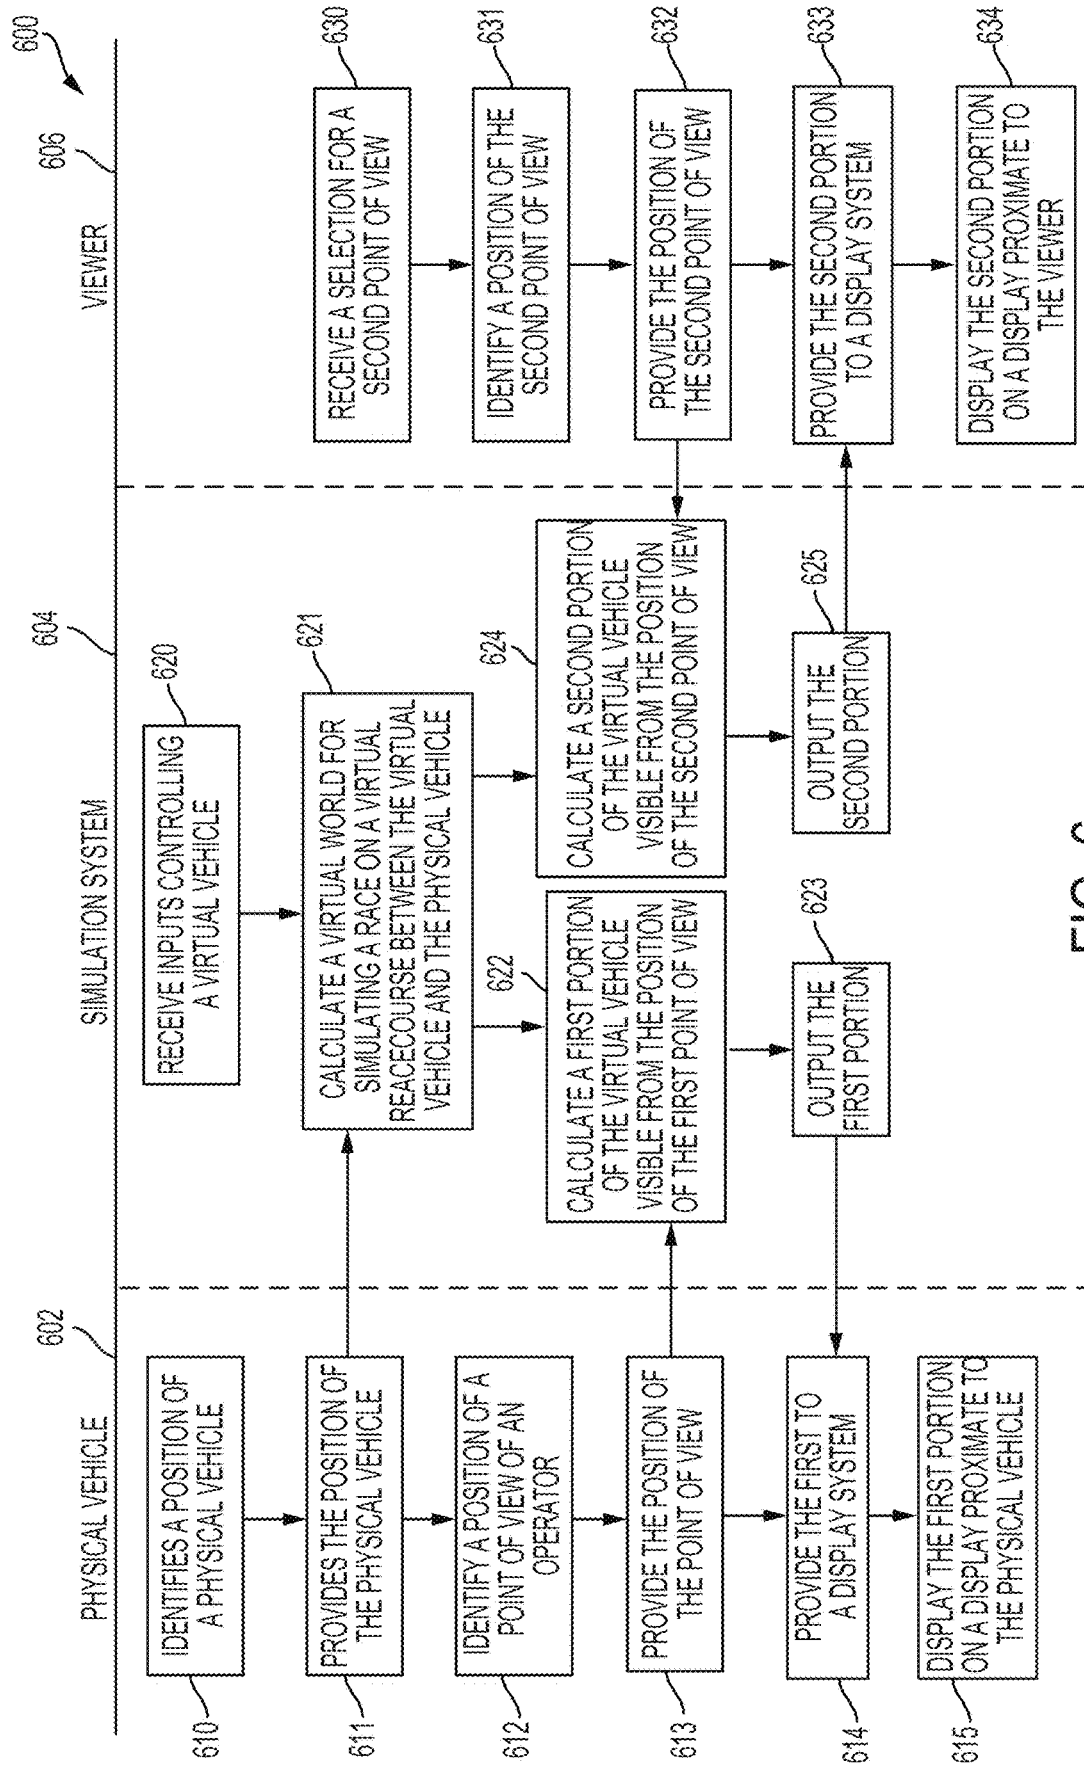 600
602
604
606
PHYSICAL VEHICLE
SIMULATION SYSTEM
VIEWER
610
IDENTIFIES A POSITION OF
A PHYSICAL VEHICLE
611
PROVIDES THE POSITION OF
THE PHYSICAL VEHICLE
612
IDENTIFY A POSITION OF A
POINT OF VIEW OF AN
OPERATOR
613
PROVIDE THE POSITION OF
THE POINT OF VIEW
614
PROVIDE THE FIRST TO
A DISPLAY SYSTEM
615
DISPLAY THE FIRST PORTION
ON A DISPLAY PROXIMATE TO
THE PHYSICAL VEHICLE
620
RECEIVE INPUTS CONTROLLING
A VIRTUAL VEHICLE
621
CALCULATE A VIRTUAL WORLD FOR
SIMULATING A RACE ON A VIRTUAL
REACECOURSE BETWEEN THE VIRTUAL
VEHICLE AND THE PHYSICAL VEHICLE
622
CALCULATE A FIRST PORTION
OF THE VIRTUAL VEHICLE
VISIBLE FROM THE POSITION
OF THE FIRST POINT OF VIEW
623
OUTPUT THE
FIRST PORTION
624
CALCULATE A SECOND PORTION
OF THE VIRTUAL VEHICLE
VISIBLE FROM THE POSITION
OF THE SECOND POINT OF VIEW
625
OUTPUT THE
SECOND PORTION
630
RECEIVE A SELECTION FOR A
SECOND POINT OF VIEW
631
IDENTIFY A POSITION OF THE
SECOND POINT OF VIEW
632
PROVIDE THE POSITION OF
THE SECOND POINT OF VIEW
633
PROVIDE THE SECOND PORTION
TO A DISPLAY SYSTEM
634
DISPLAY THE SECOND PORTION
ON A DISPLAY PROXIMATE TO
THE VIEWER